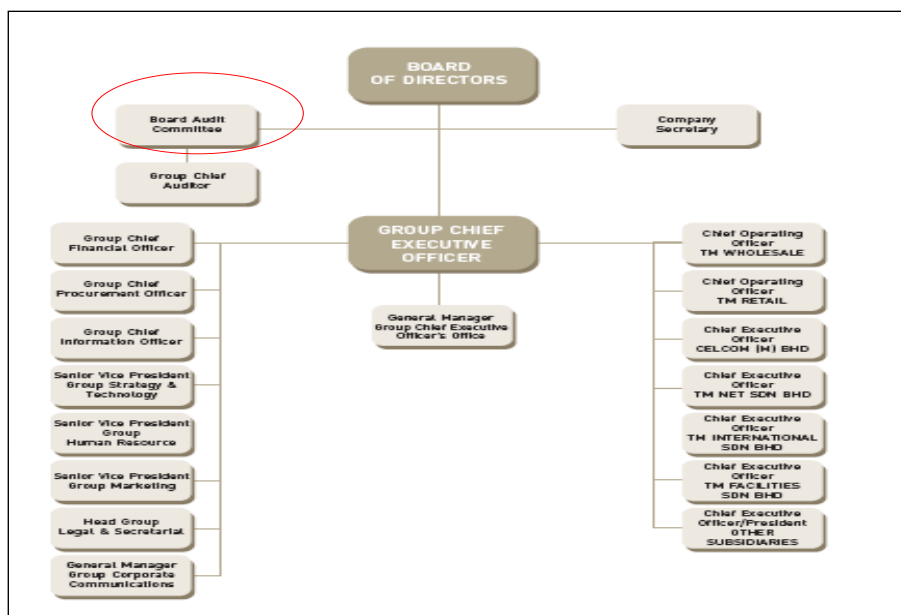 BOARD
OF DIRECTORS
Board Audit
Committee
Company
Secretary
Group Chief
Auditor
GROUP CHIEF
EXECUTIVE
OFFICER
General Manager
Group Chief Executive
Officer's Office
Group Chief
Financial Officer
Group Chief
Procurement Officer
Group Chief
Information Officer
Senior Vice President
Group Strategy &
Technology
Senior Vice President
Group
Human Resource
Senior Vice President
Group Marketing
Head Group
Legal & Secretarial
General Manager
Group Corporate
Communications
Chief Operating
Officer
TM WHOLESALE
Chief Operating
Officer
TM RETAIL
Chief Executive
Officer
CELCOM (M) BHD
Chief Executive
Officer
TM NET SDN BHD
Chief Executive
Officer
TM INTERNATIONAL
SDN BHD
Chief Executive
Officer
TM FACILITIES
SDN BHD
Chief Executive
Officer/President
OTHER
SUBSIDIARIES